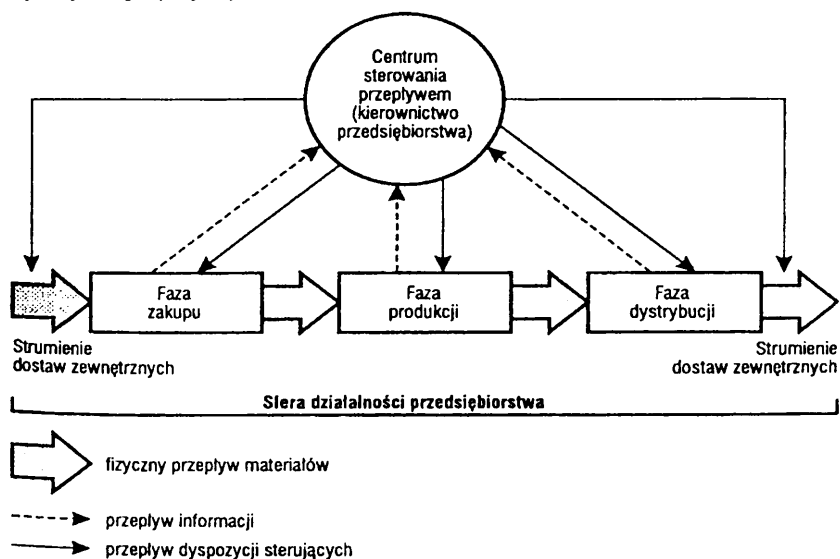 Centrum
sterowania
przepływem
(kierownictwo
przedsiębiorstwa)
Faza
zakupu
Faza
produkcji
Faza
dystrybucji
Strumienie
dostaw zewnętrznych
Strumienie
dostaw zewnętrznych
Sfera działalności przedsiębiorstwa
fizyczny przepływ materiałów
przepływ informacji
przepływ dyspozycji sterujących